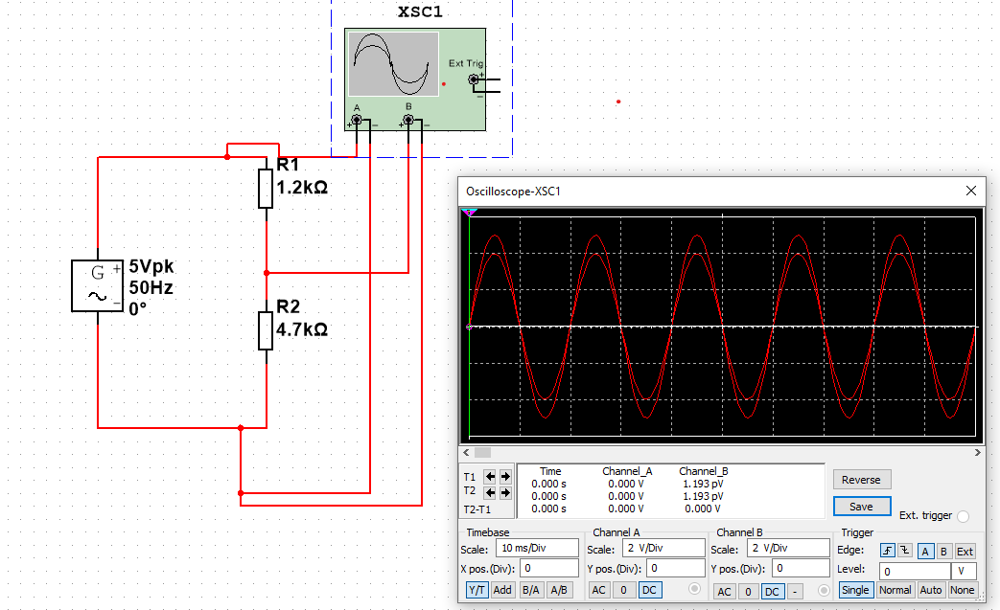 XSC1
Ext Trig
+
−
A
B
+ − + −
R1
1.2kΩ
G +
−
5Vpk
50Hz
0°
R2
4.7kΩ
Oscilloscope-XSC1
Time Channel_A Channel_B
T1 0.000 s 0.000 V 1.193 pV
T2 0.000 s 0.000 V 1.193 pV
T2-T1 0.000 s 0.000 V 0.000 V
Reverse
Save
Ext. trigger
Timebase Channel A Channel B Trigger
Scale: 10 ms/Div Scale: 2 V/Div Scale: 2 V/Div Edge: A B Ext
X pos.(Div): 0 Y pos.(Div): 0 Y pos.(Div): 0 Level: 0 V
Y/T Add B/A A/B AC 0 DC AC 0 DC - Single Normal Auto None